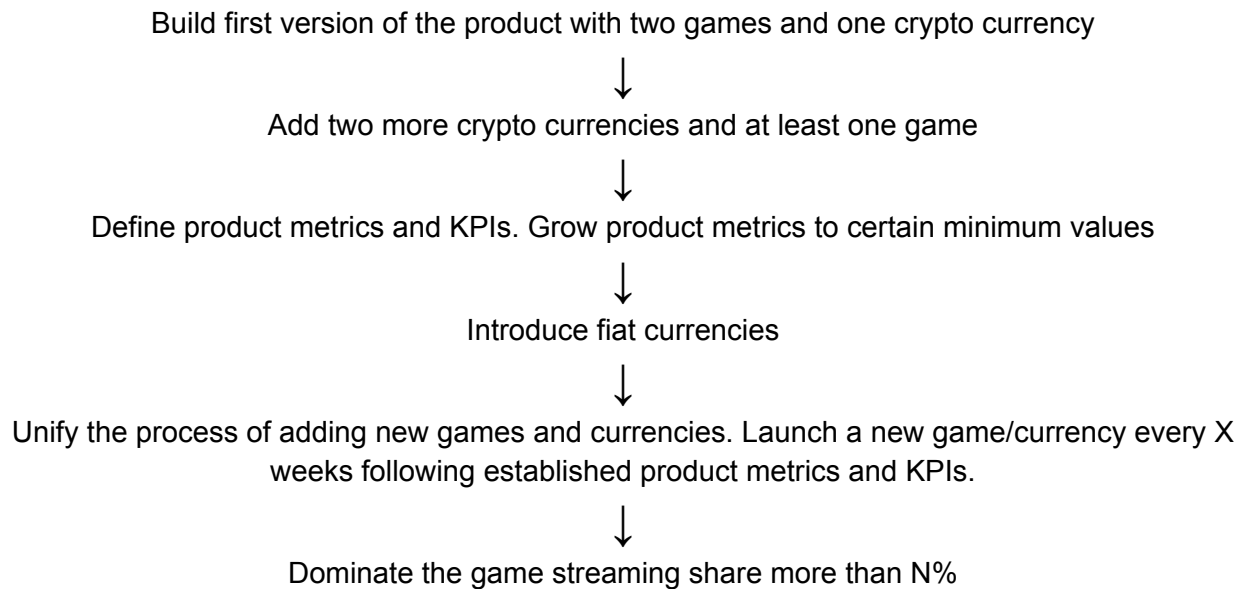 Build first version of the product with two games and one crypto currency
↓
Add two more crypto currencies and at least one game
↓
Define product metrics and KPIs. Grow product metrics to certain minimum values
↓
Introduce fiat currencies
↓
Unify the process of adding new games and currencies. Launch a new game/currency every X
weeks following established product metrics and KPIs.
↓
Dominate the game streaming share more than N%